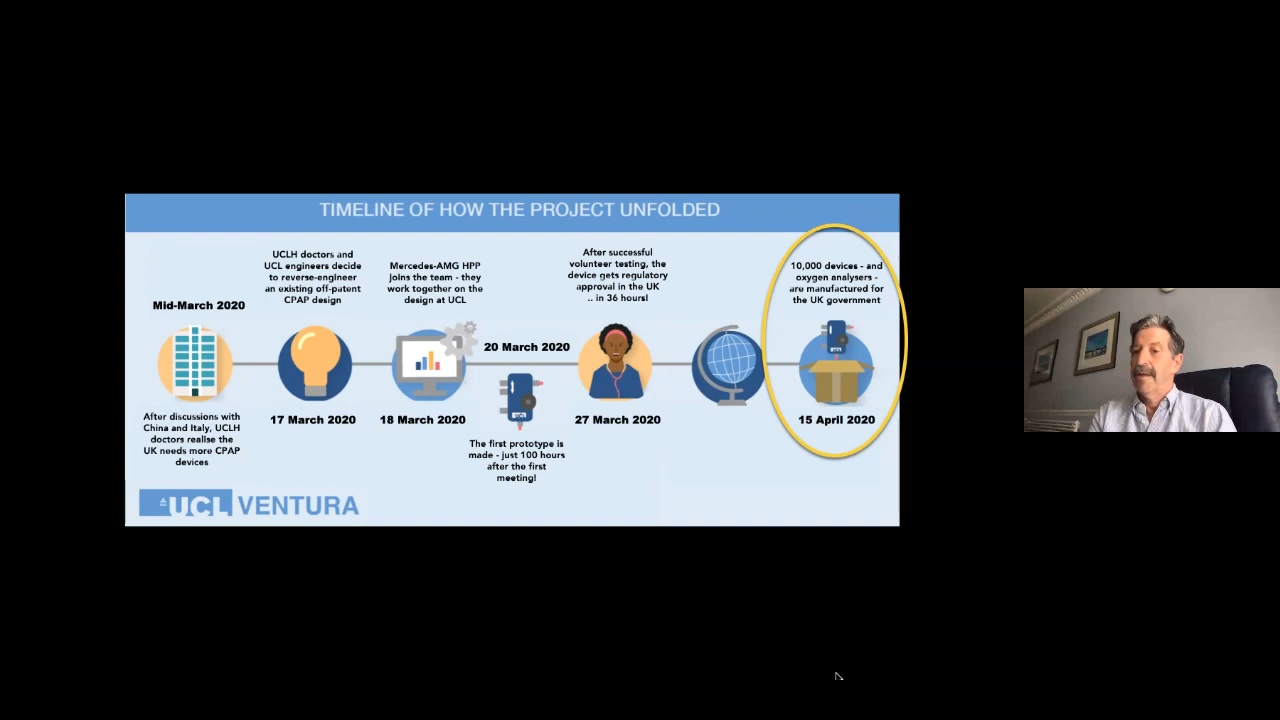 TIMELINE OF HOW THE PROJECT UNFOLDED
Mid-March 2020
After discussions with
China and Italy, UCLH
doctors realise the
UK needs more CPAP
devices
UCLH doctors and
UCL engineers decide
to reverse-engineer
an existing off-patent
CPAP design
17 March 2020
Mercedes-AMG HPP
joins the team - they
work together on the
design at UCL
18 March 2020
20 March 2020
The first prototype is
made - just 100 hours
after the first
meeting!
After successful
volunteer testing, the
device gets regulatory
approval in the UK
.. in 36 hours!
27 March 2020
10,000 devices - and
oxygen analysers -
are manufactured for
the UK government
15 April 2020
UCL VENTURA